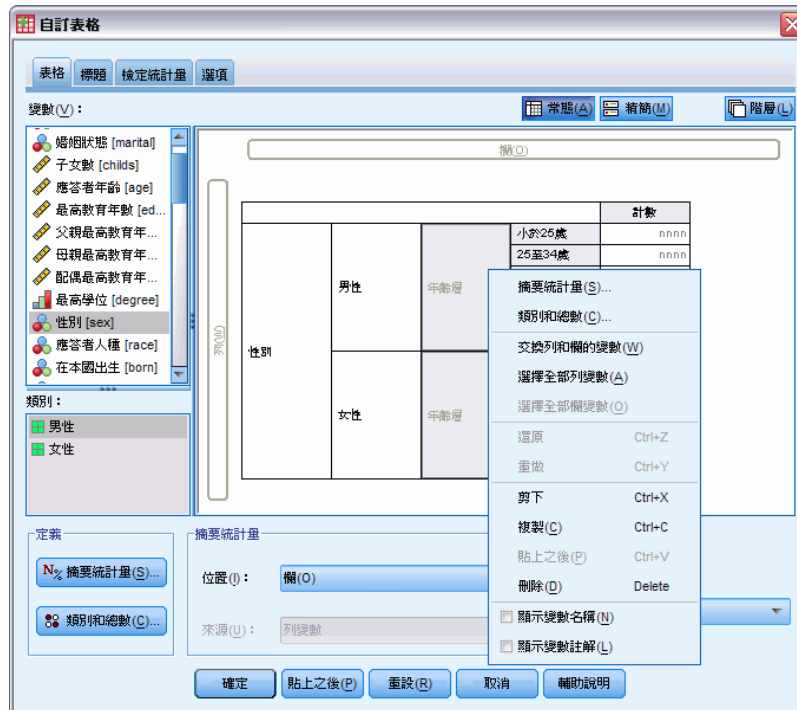 自訂表格
表格 標題 檢定統計量 選項
變數(V)：
常態(A) 精簡(M) 階層(L)
婚姻狀態 [marital]
子女數 [childs]
應答者年齡 [age]
最高教育年數 [ed...
父親最高教育年...
母親最高教育年...
配偶最高教育年...
最高學位 [degree]
性別 [sex]
應答者人種 [race]
在本國出生 [born]
類別：
男性
女性
欄(O)
列(W)
計數
性別
男性
年齡層
小於25歲 nnnn
25至34歲 nnnn
女性
年齡層
摘要統計量(S)...
類別和總數(C)...
交換列和欄的變數(W)
選擇全部列變數(A)
選擇全部欄變數(O)
還原 Ctrl+Z
重做 Ctrl+Y
剪下 Ctrl+X
複製(C) Ctrl+C
貼上之後(P) Ctrl+V
刪除(D) Delete
顯示變數名稱(N)
顯示變數註解(L)
定義
N% 摘要統計量(S)...
類別和總數(C)...
摘要統計量
位置(I)： 欄(O)
來源(U)： 列變數
確定 貼上之後(P) 重設(R) 取消 輔助說明